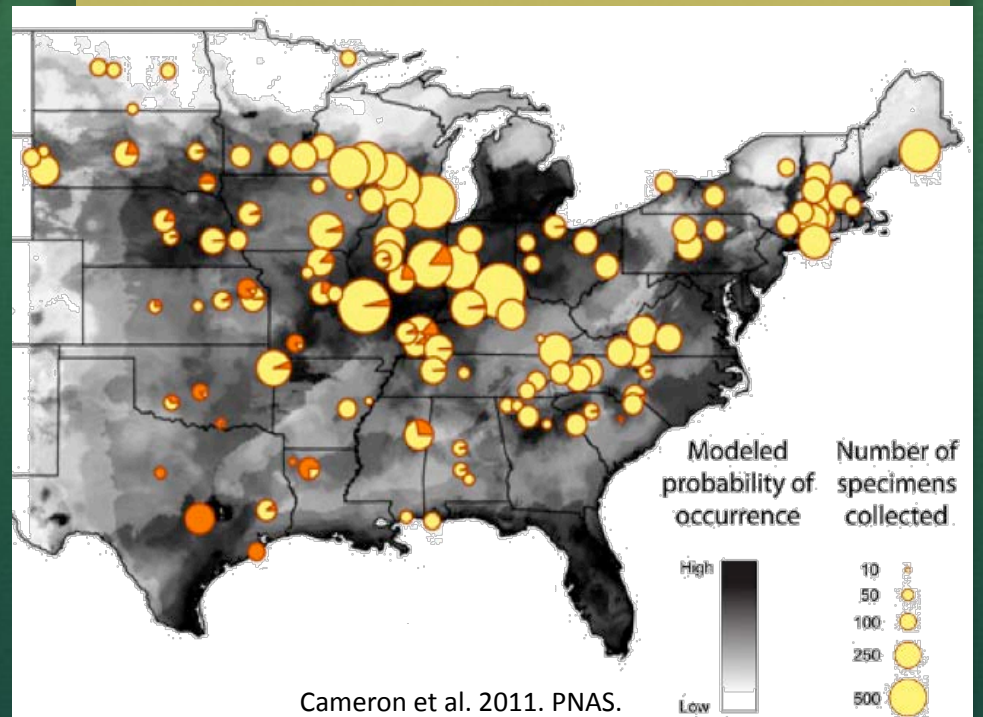 Modeled
probability of
occurrence
High
Low
Number of
specimens
collected
10
50
100
250
500
Cameron et al. 2011. PNAS.